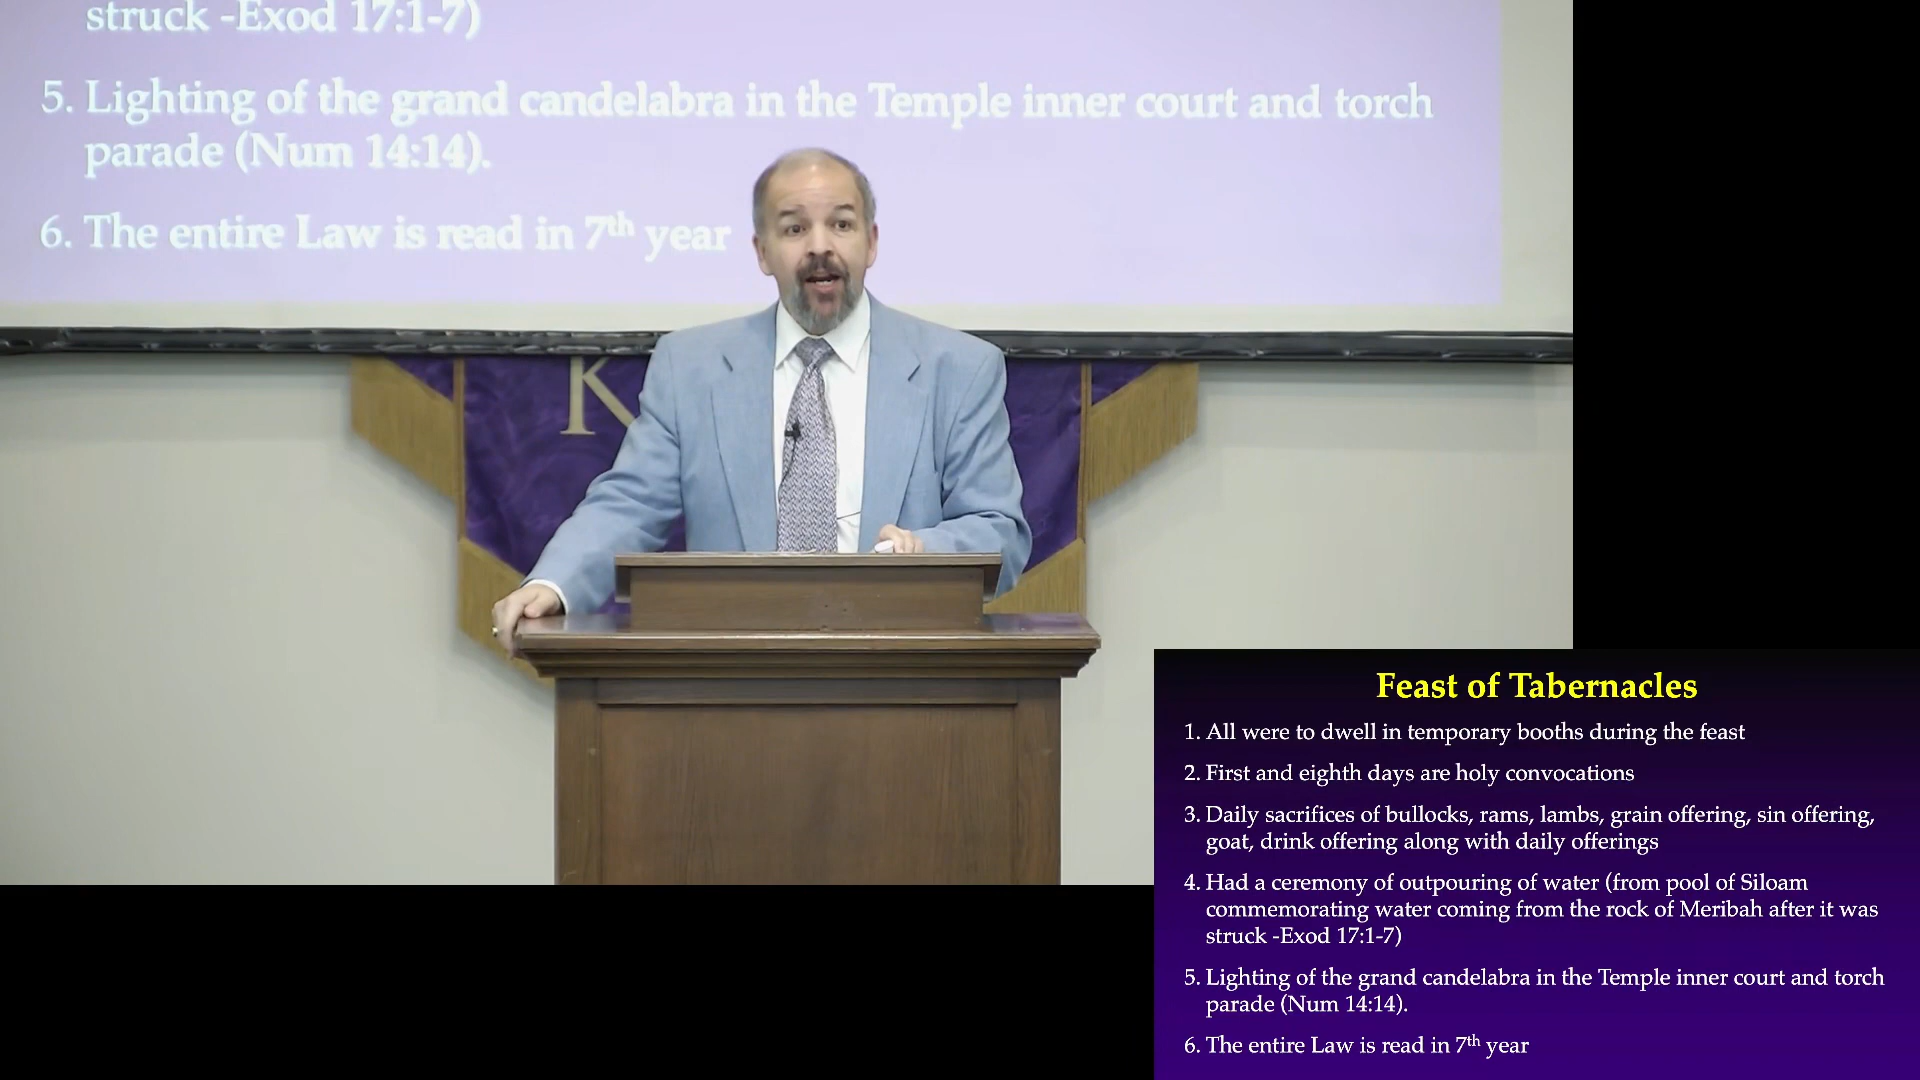 struck -Exod 17:1-7)
5. Lighting of the grand candelabra in the Temple inner court and torch
parade (Num 14:14).
6. The entire Law is read in 7th year
K
Feast of Tabernacles
1. All were to dwell in temporary booths during the feast
2. First and eighth days are holy convocations
3. Daily sacrifices of bullocks, rams, lambs, grain offering, sin offering,
goat, drink offering along with daily offerings
4. Had a ceremony of outpouring of water (from pool of Siloam
commemorating water coming from the rock of Meribah after it was
struck -Exod 17:1-7)
5. Lighting of the grand candelabra in the Temple inner court and torch
parade (Num 14:14).
6. The entire Law is read in 7th year